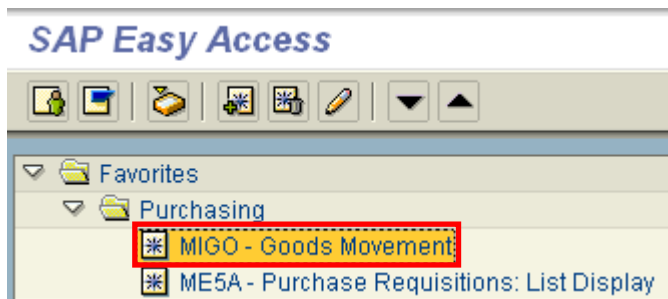 SAP Easy Access
Favorites
Purchasing
MIGO - Goods Movement
ME5A - Purchase Requisitions: List Display